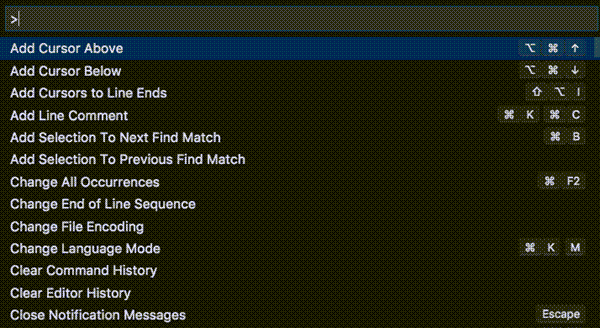 >
Add Cursor Above ⌥ ⌘ ↑
Add Cursor Below ⌥ ⌘ ↓
Add Cursors to Line Ends ⇧ ⌥ I
Add Line Comment ⌘ K ⌘ C
Add Selection To Next Find Match ⌘ B
Add Selection To Previous Find Match
Change All Occurrences ⌘ F2
Change End of Line Sequence
Change File Encoding
Change Language Mode ⌘ K M
Clear Command History
Clear Editor History
Close Notification Messages Escape